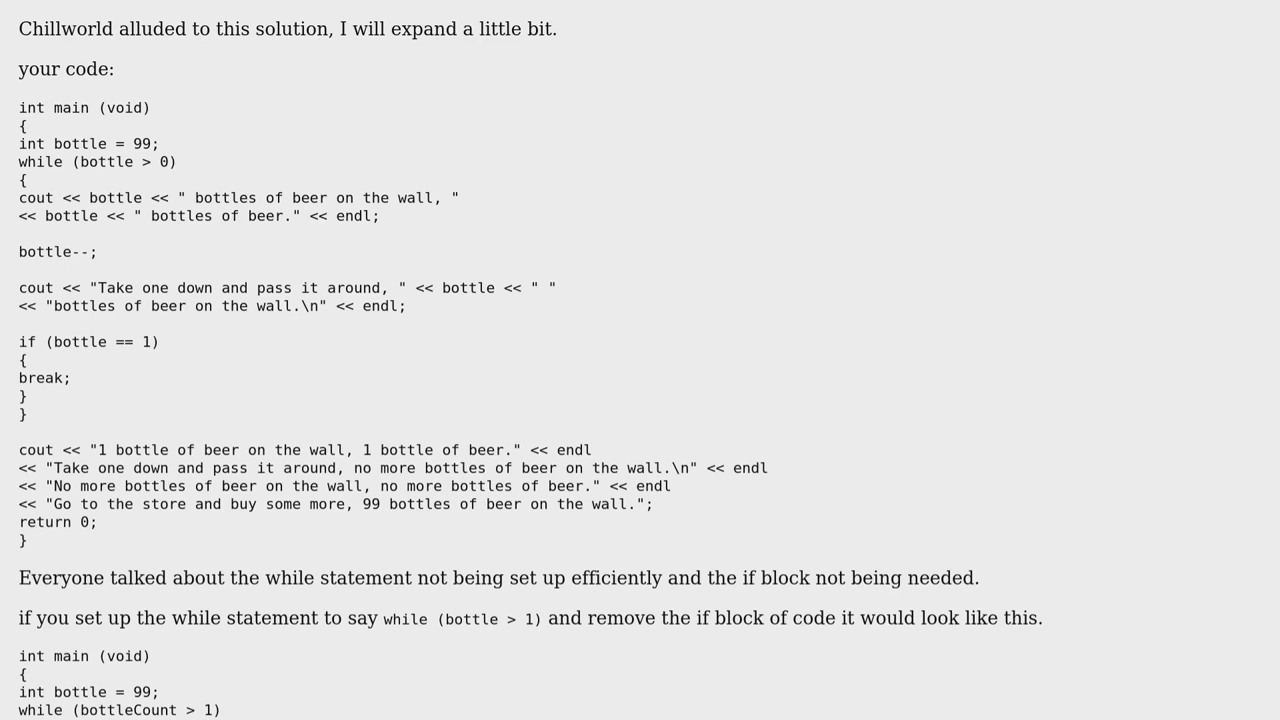 Chillworld alluded to this solution, I will expand a little bit.
your code:
int main (void)
{
int bottle = 99;
while (bottle > 0)
{
cout << bottle << " bottles of beer on the wall, "
<< bottle << " bottles of beer." << endl;
bottle--;
cout << "Take one down and pass it around, " << bottle << " "
<< "bottles of beer on the wall.\n" << endl;
if (bottle == 1)
{
break;
}
}
cout << "1 bottle of beer on the wall, 1 bottle of beer." << endl
<< "Take one down and pass it around, no more bottles of beer on the wall.\n" << endl
<< "No more bottles of beer on the wall, no more bottles of beer." << endl
<< "Go to the store and buy some more, 99 bottles of beer on the wall.";
return 0;
}
Everyone talked about the while statement not being set up efficiently and the if block not being needed.
if you set up the while statement to say while (bottle > 1) and remove the if block of code it would look like this.
int main (void)
{
int bottle = 99;
while (bottleCount > 1)